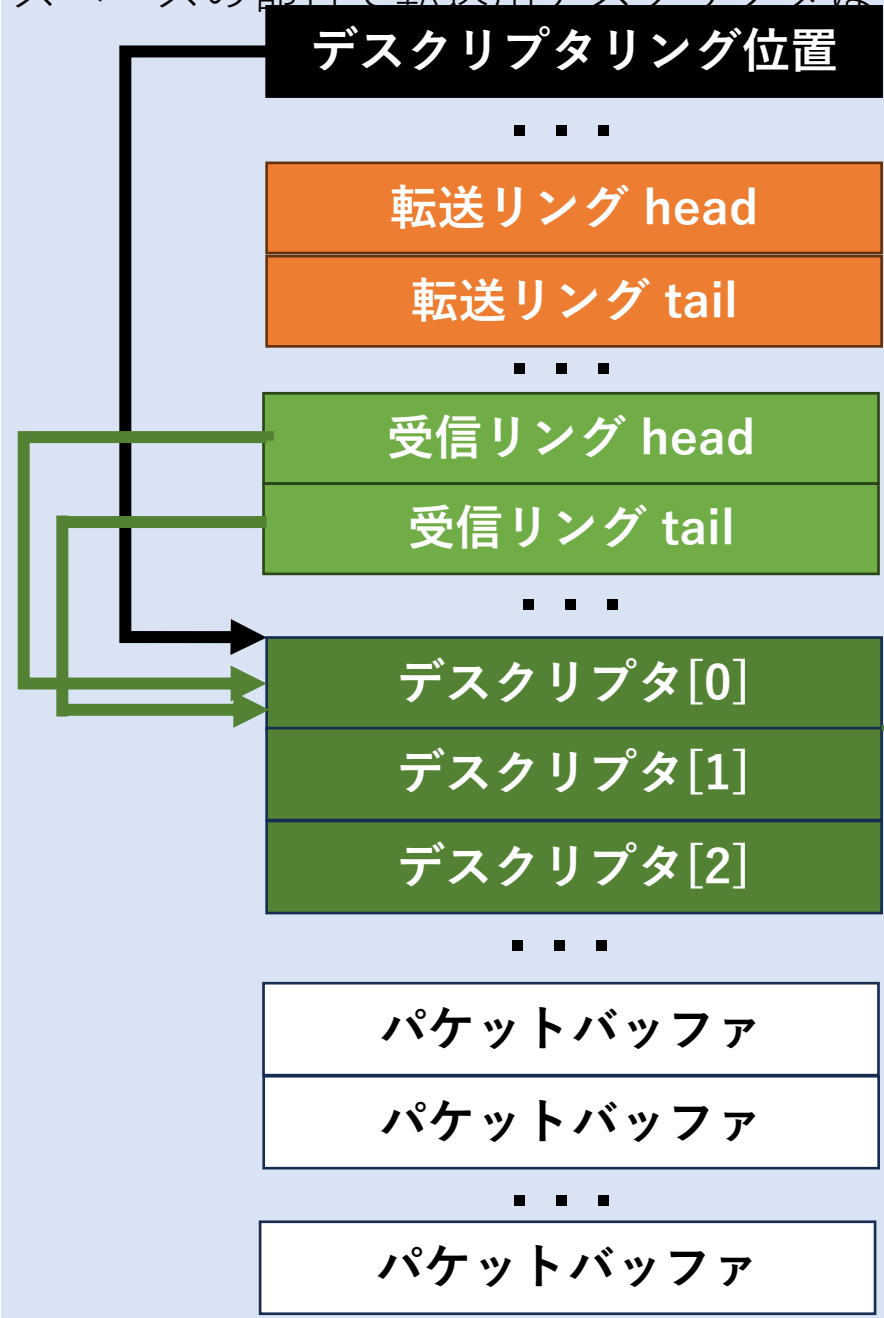 デスクリプタリング位置
・・・
転送リング head
転送リング tail
・・・
受信リング head
受信リング tail
・・・
デスクリプタ[0]
デスクリプタ[1]
デスクリプタ[2]
・・・
パケットバッファ
パケットバッファ
・・・
パケットバッファ